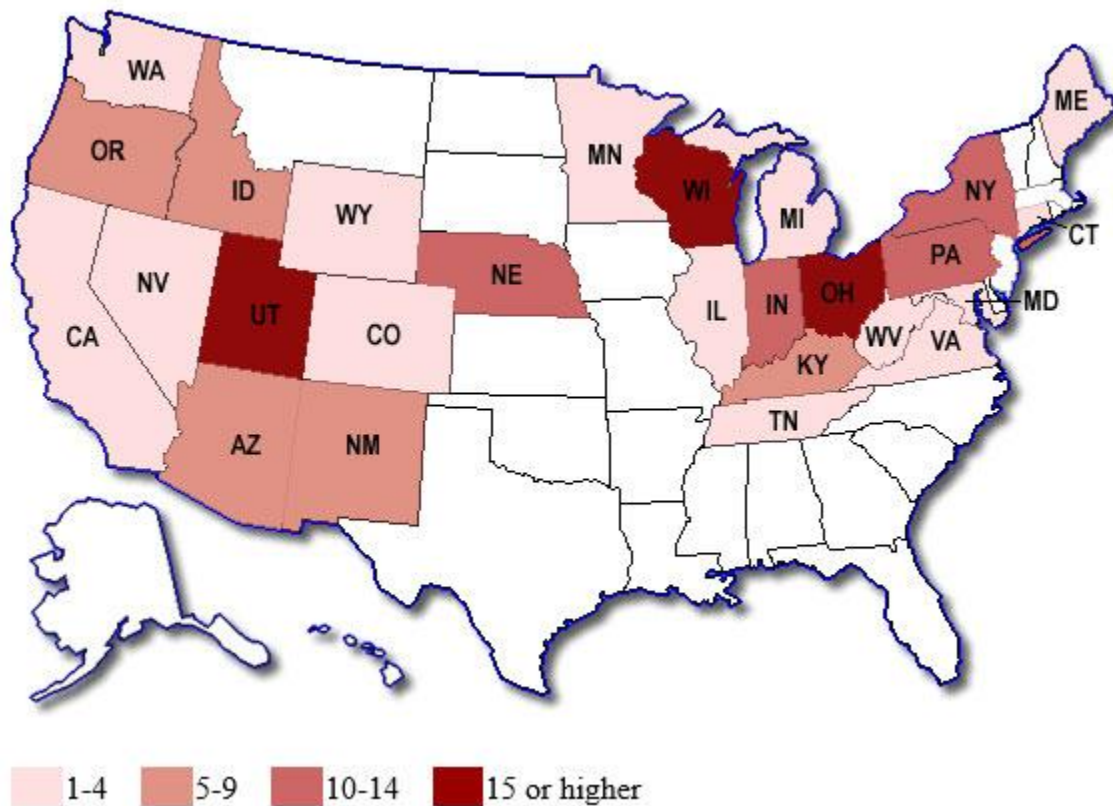 WA
ME
OR
MN
ID
WI
NY
WY
MI
CT
PA
NE
NV
IL
IN
OH
MD
UT
CO
WV
VA
CA
KY
TN
AZ
NM
1-4 5-9 10-14 15 or higher